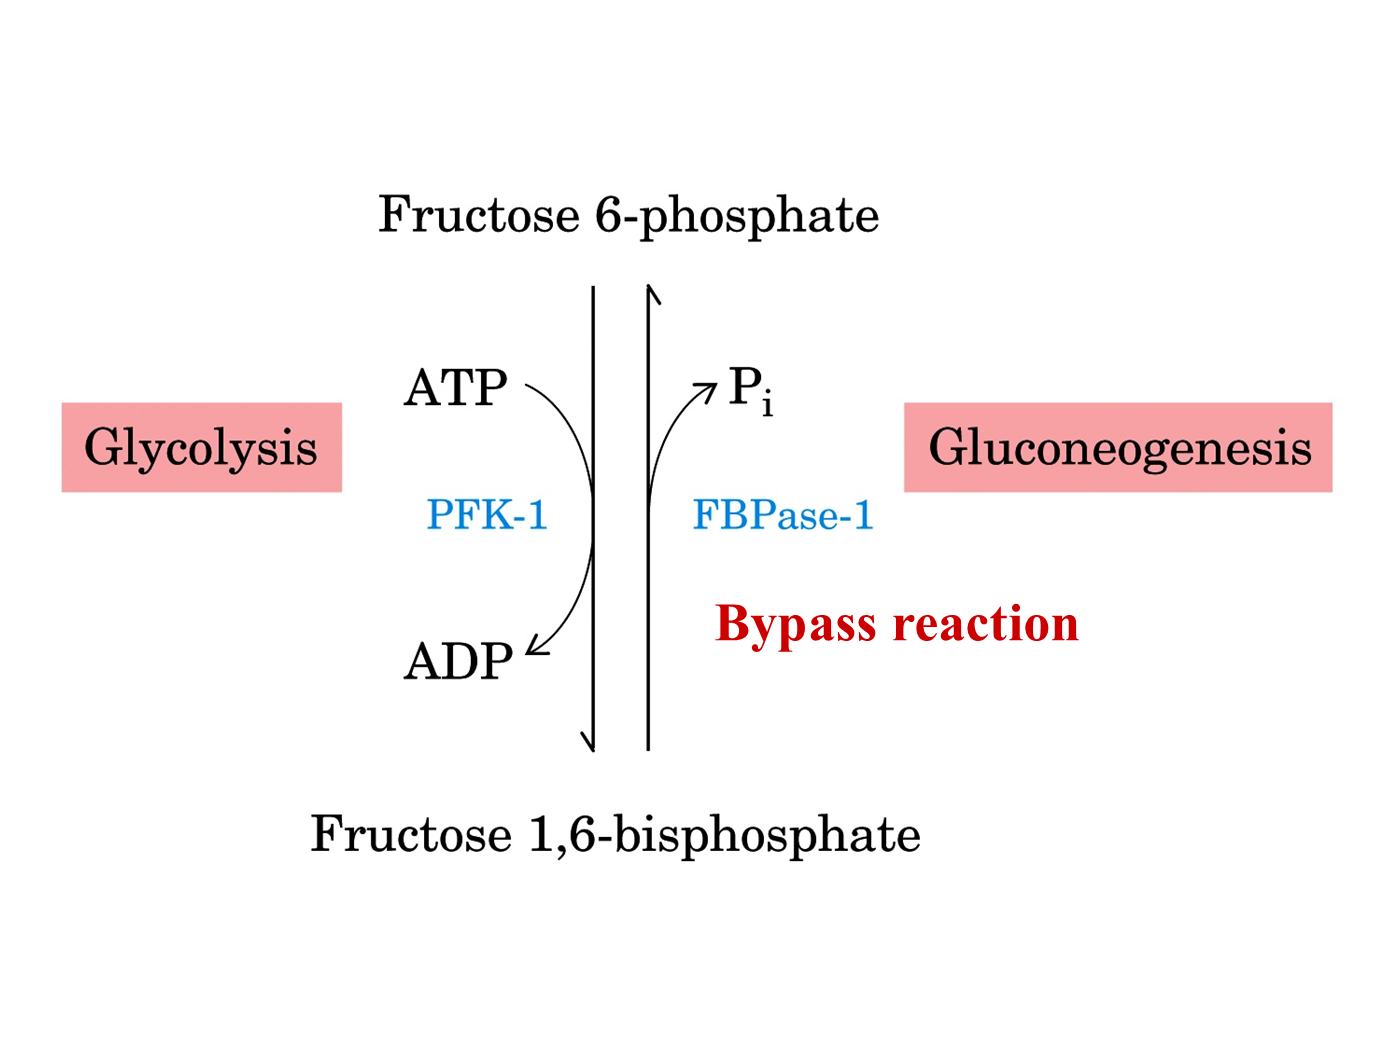 Fructose 6-phosphate
ATP
Pi
Glycolysis
Gluconeogenesis
PFK-1
FBPase-1
Bypass reaction
ADP
Fructose 1,6-bisphosphate